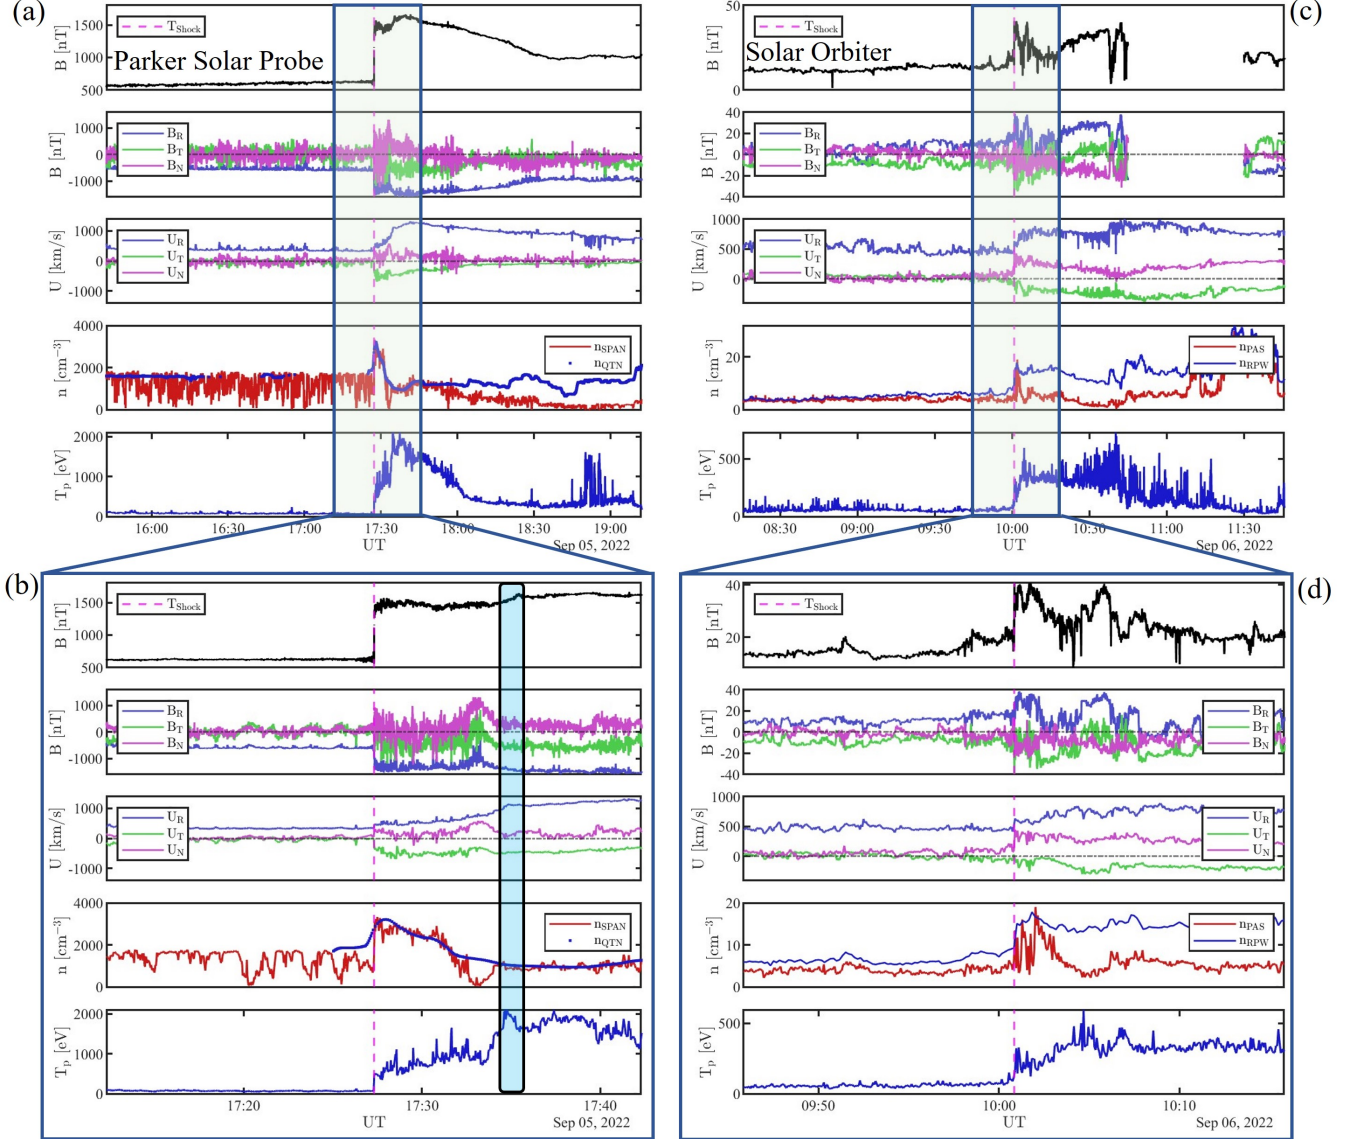 (a)
T_Shock
Parker Solar Probe
B [nT]
1500
1000
500
B_R
B_T
B_N
B [nT]
1000
0
-1000
U_R
U_T
U_N
U [km/s]
1000
0
-1000
n_SPAN
n_QTN
n [cm⁻³]
4000
2000
0
T_p [eV]
2000
1000
0
16:00 16:30 17:00 17:30 18:00 18:30 19:00
UT
Sep 05, 2022
(c)
T_Shock
Solar Orbiter
B [nT]
50
0
B_R
B_T
B_N
B [nT]
40
20
0
-20
-40
U_R
U_T
U_N
U [km/s]
1000
500
0
n_PAS
n_RPW
n [cm⁻³]
20
0
T_p [eV]
500
0
08:30 09:00 09:30 10:00 10:30 11:00 11:30
UT
Sep 06, 2022
(b)
T_Shock
B [nT]
1500
1000
500
B_R
B_T
B_N
B [nT]
1000
0
-1000
U_R
U_T
U_N
U [km/s]
1000
0
-1000
n_SPAN
n_QTN
n [cm⁻³]
4000
2000
0
T_p [eV]
2000
1000
0
17:20 17:30 17:40
UT
Sep 05, 2022
(d)
T_Shock
B [nT]
40
20
B_R
B_T
B_N
B [nT]
40
20
0
-20
-40
U_R
U_T
U_N
U [km/s]
1000
500
0
n_PAS
n_RPW
n [cm⁻³]
20
10
0
T_p [eV]
500
0
09:50 10:00 10:10
UT
Sep 06, 2022